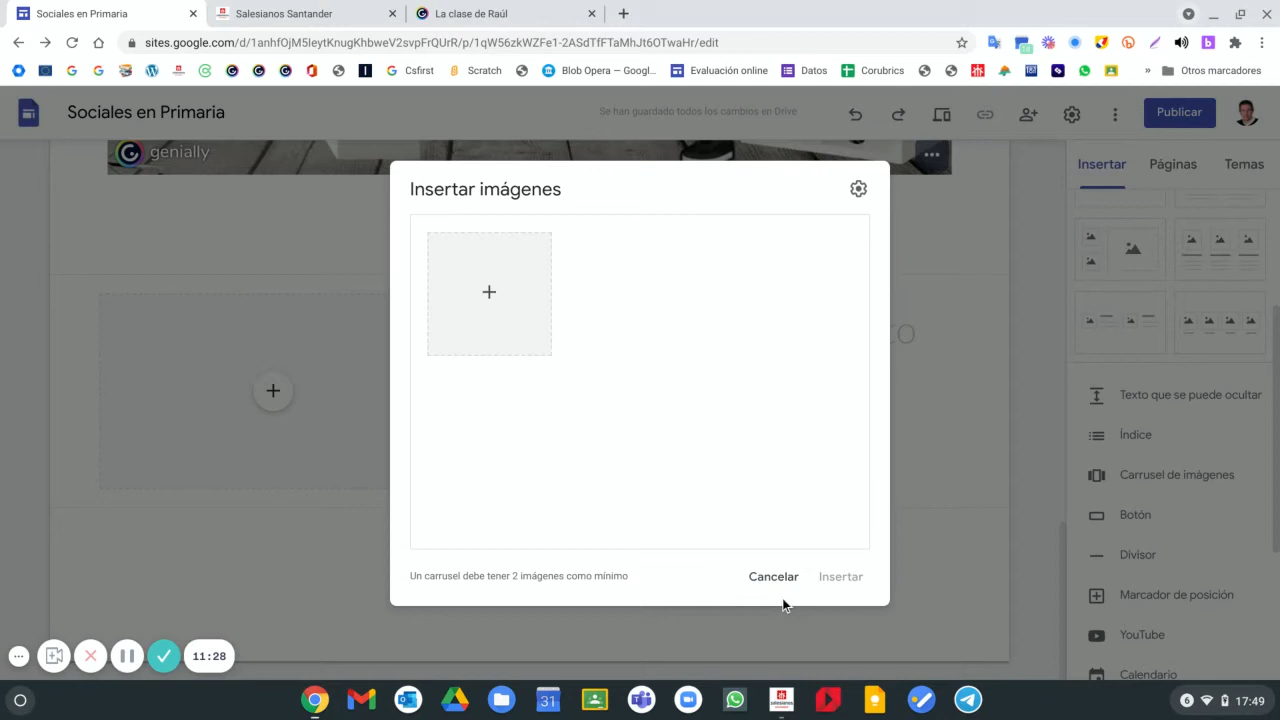 Sociales en Primaria
Salesianos Santander
La clase de Raúl
sites.google.com/d/1anhfOjM5IeyKnugKhbweV2svpFrQUrR/p/1qW56zkWZFe1-2ASdTfFTaMhJt6OTwaHr/edit
Csfirst
Scratch
Blob Opera — Googl...
Evaluación online
Datos
Corubrics
»
Otros marcadores
Sociales en Primaria
Se han guardado todos los cambios en Drive
Publicar
genially
Insertar
Páginas
Temas
Insertar imágenes
Texto que se puede ocultar
Índice
Carrusel de imágenes
Botón
Divisor
Marcador de posición
YouTube
Calendario
Un carrusel debe tener 2 imágenes como mínimo
Cancelar
Insertar
11:28
31
salesianos
6
17:49